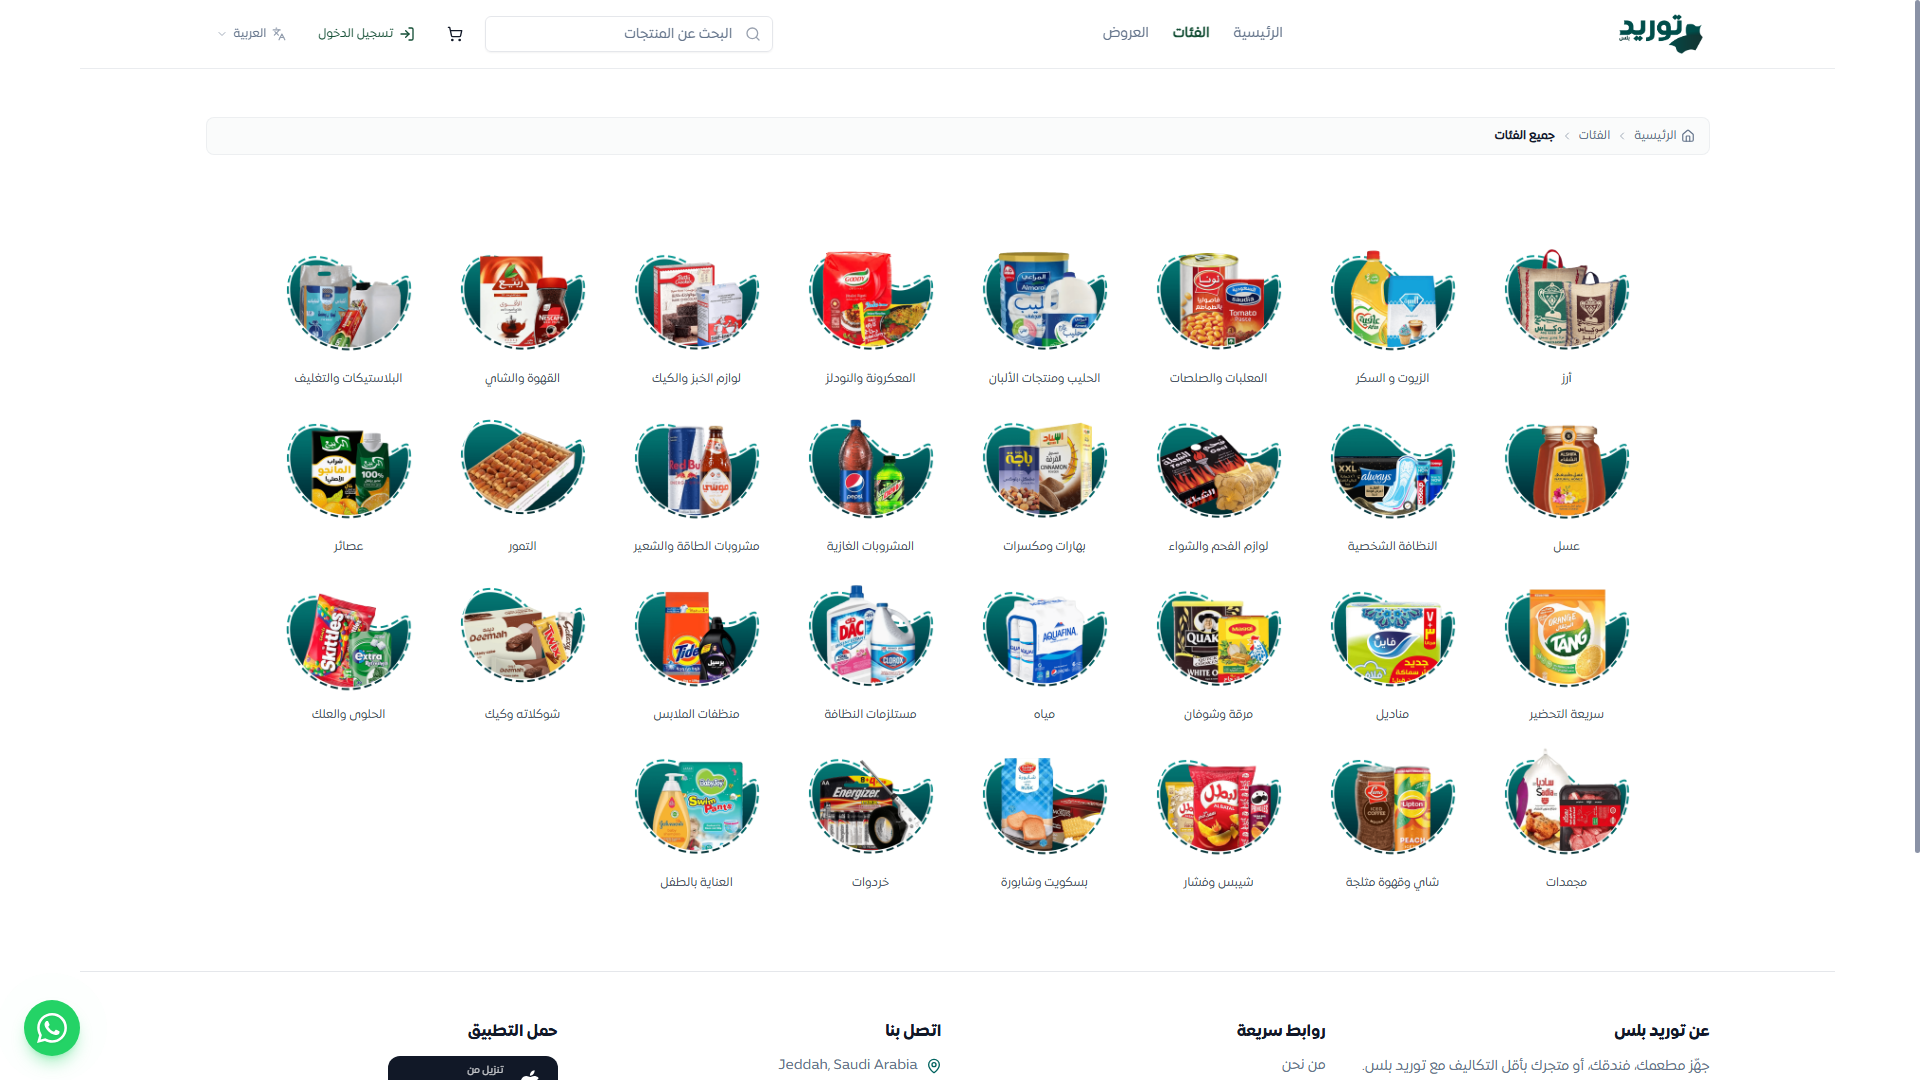 توريد
بلس
الرئيسية
الفئات
العروض
البحث عن المنتجات
تسجيل الدخول
العربية
الرئيسية
الفئات
جميع الفئات
أرز
الزيوت و السكر
المعلبات والصلصات
الحليب ومنتجات الألبان
المعكرونة والنودلز
لوازم الخبز والكيك
القهوة والشاي
البلاستيكات والتغليف
عسل
النظافة الشخصية
لوازم الفحم والشواء
بهارات ومكسرات
المشروبات الغازية
مشروبات الطاقة والشعير
التمور
عصائر
سريعة التحضير
مناديل
مرقة وشوفان
مياه
مستلزمات النظافة
منظفات الملابس
شوكلاته وكيك
الحلوى والعلك
مجمدات
شاي وقهوة مثلجة
شيبس وفشار
بسكويت وشابورة
خردوات
العناية بالطفل
عن توريد بلس
جهّز مطعمك، فندقك، أو متجرك بأقل التكاليف مع توريد بلس.
روابط سريعة
من نحن
اتصل بنا
Jeddah, Saudi Arabia
حمل التطبيق
تنزيل من